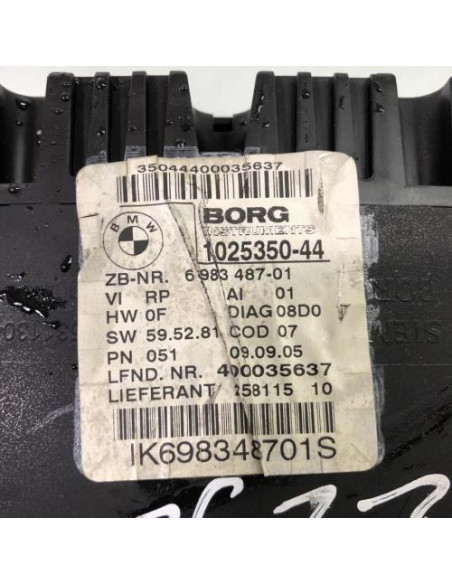 35044400035637
BMW
BORG
INSTRUMENTS
1025350-44
ZB-NR. 6 983 487-01
VI RP AI 01
HW 0F DIAG 08D0
SW 59.52.81 COD 07
PN 051 09.09.05
LFND. NR. 400035637
LIEFERANT 258115 10
IK698348701S